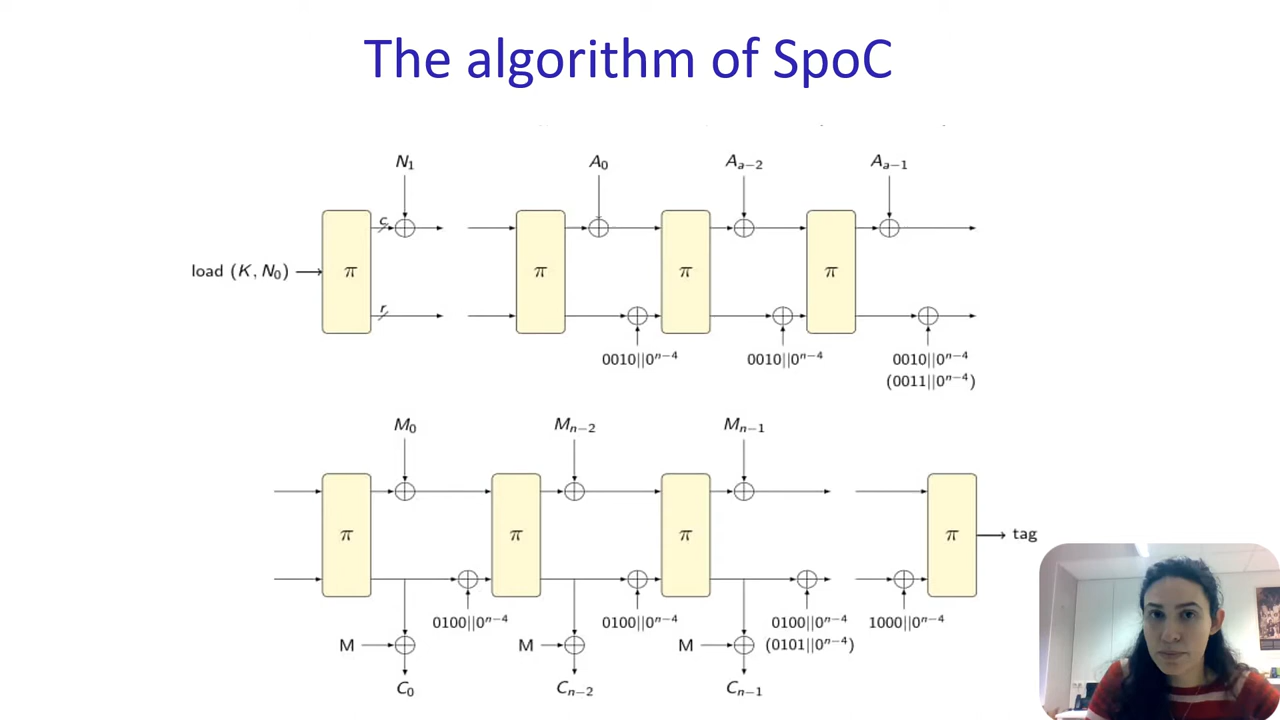 The algorithm of SpoC
N₁ A₀ Aₐ₋₂ Aₐ₋₁
c
load (K, N₀) π π π π
r
0010||0ⁿ⁻⁴ 0010||0ⁿ⁻⁴ 0010||0ⁿ⁻⁴
(0011||0ⁿ⁻⁴)
M₀ Mₙ₋₂ Mₙ₋₁
π π π π tag
0100||0ⁿ⁻⁴ 0100||0ⁿ⁻⁴ 0100||0ⁿ⁻⁴ 1000||0ⁿ⁻⁴
M M M (0101||0ⁿ⁻⁴)
C₀ Cₙ₋₂ Cₙ₋₁